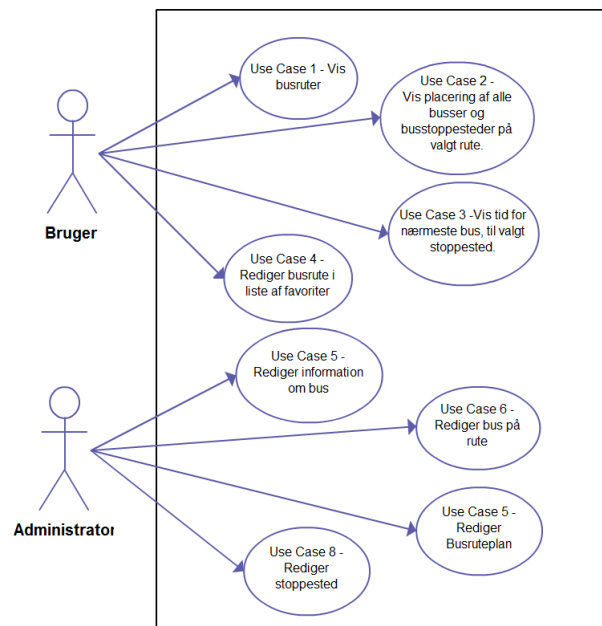 Use Case 1 - Vis
busruter
Use Case 2 -
Vis placering af alle
busser og
busstoppesteder på
valgt rute.
Bruger
Use Case 3 -Vis tid for
nærmeste bus, til valgt
stoppested.
Use Case 4 -
Rediger busrute i
liste af favoriter
Use Case 5 -
Rediger information
om bus
Use Case 6 -
Rediger bus på
rute
Administrator
Use Case 5 -
Rediger
Busruteplan
Use Case 8 -
Rediger
stoppested